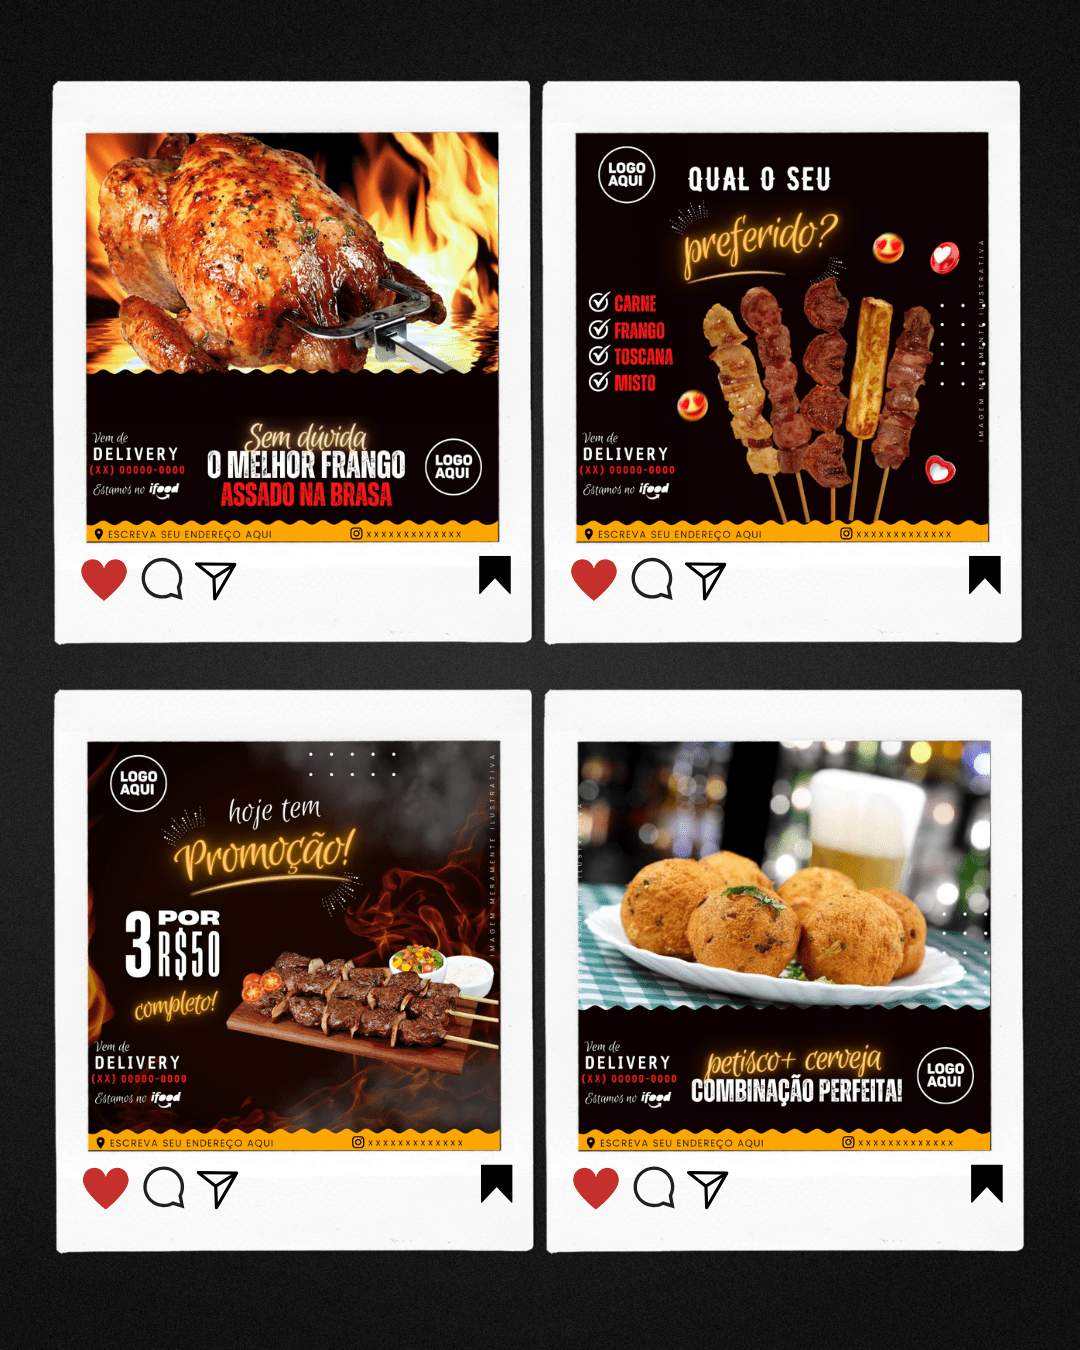 Sem dúvida
O MELHOR FRANGO
ASSADO NA BRASA
Vem de
DELIVERY
(XX) 00000-0000
Estamos no ifood
LOGO
AQUI
ESCREVA SEU ENDEREÇO AQUI
XXXXXXXXXXXXX
LOGO
AQUI
QUAL O SEU
preferido?
CARNE
FRANGO
TOSCANA
MISTO
IMAGEM MERAMENTE ILUSTRATIVA
Vem de
DELIVERY
(XX) 00000-0000
Estamos no ifood
ESCREVA SEU ENDEREÇO AQUI
XXXXXXXXXXXXX
LOGO
AQUI
hoje tem
Promoção!
3 POR
R$50
completo!
IMAGEM MERAMENTE ILUSTRATIVA
Vem de
DELIVERY
(XX) 00000-0000
Estamos no ifood
ESCREVA SEU ENDEREÇO AQUI
XXXXXXXXXXXXX
petisco+ cerveja
COMBINAÇÃO PERFEITA!
Vem de
DELIVERY
(XX) 00000-0000
Estamos no ifood
LOGO
AQUI
ESCREVA SEU ENDEREÇO AQUI
XXXXXXXXXXXXX